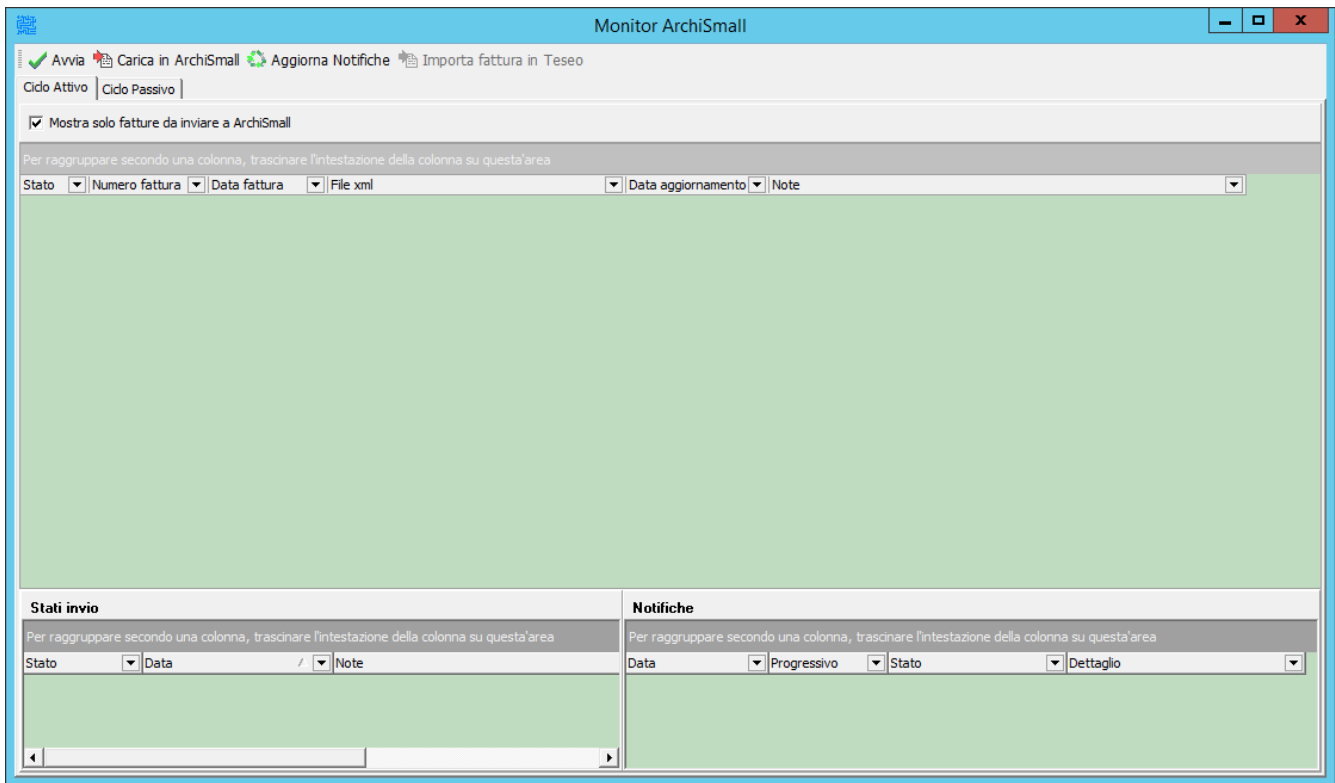 Monitor ArchiSmall
Avvia Carica in ArchiSmall Aggiorna Notifiche Importa fattura in Teseo
Ciclo Attivo Ciclo Passivo
Mostra solo fatture da inviare a ArchiSmall
Per raggruppare secondo una colonna, trascinare l'intestazione della colonna su questa'area
Stato Numero fattura Data fattura File xml Data aggiornamento Note
Stati invio
Per raggruppare secondo una colonna, trascinare l'intestazione della colonna su questa'area
Stato Data Note
Notifiche
Per raggruppare secondo una colonna, trascinare l'intestazione della colonna su questa'area
Data Progressivo Stato Dettaglio